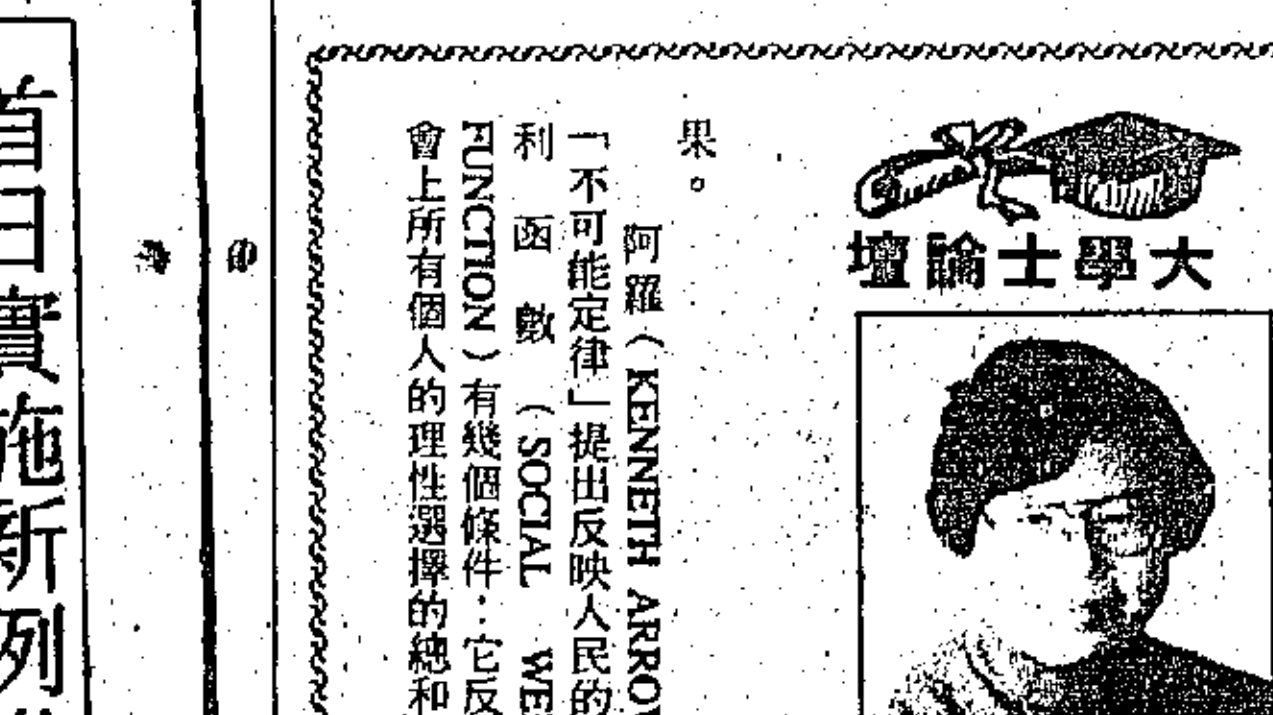 大學士論壇
果。
阿羅（KENNETH ARROW
「不可能定律」提出反映人民的
利函數（SOCIAL WE
FUNCTION）有幾個條件：它反
會上所有個人的理性選擇的總和
首日實施新例